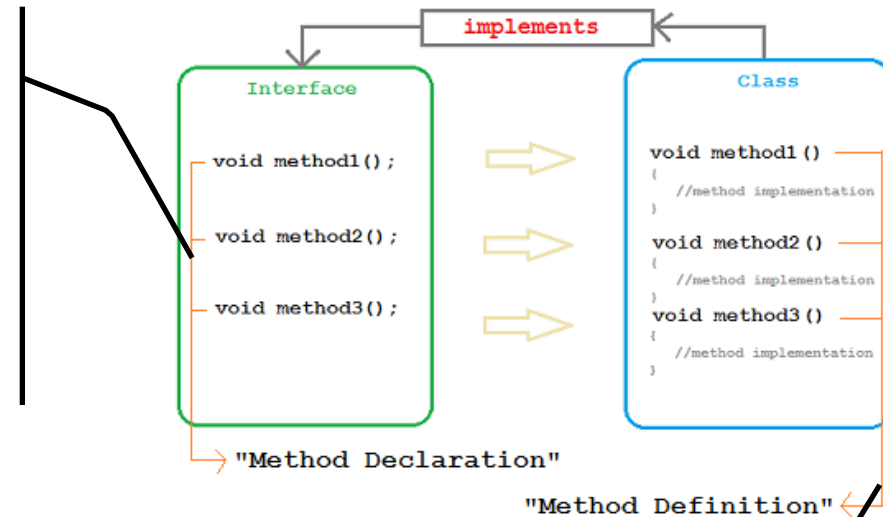 implements
Interface
void method1();
void method2();
void method3();
Class
void method1()
{
//method implementation
}
void method2()
{
//method implementation
}
void method3()
{
//method implementation
}
"Method Declaration"
"Method Definition"